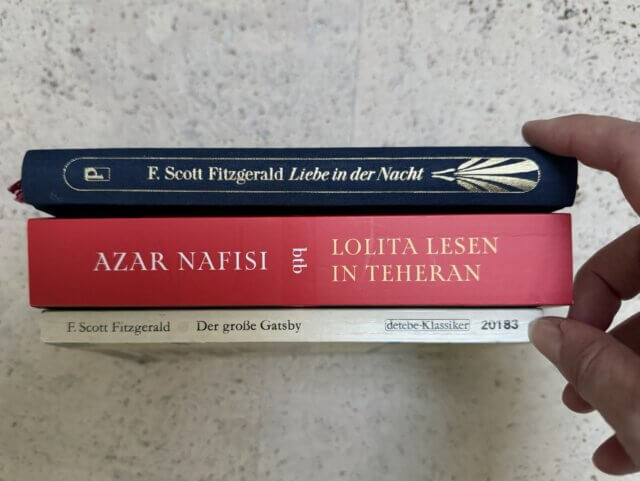 P
F. Scott Fitzgerald Liebe in der Nacht
AZAR NAFISI
btb
LOLITA LESEN
IN TEHERAN
F. Scott Fitzgerald Der große Gatsby detebe-Klassiker 20183